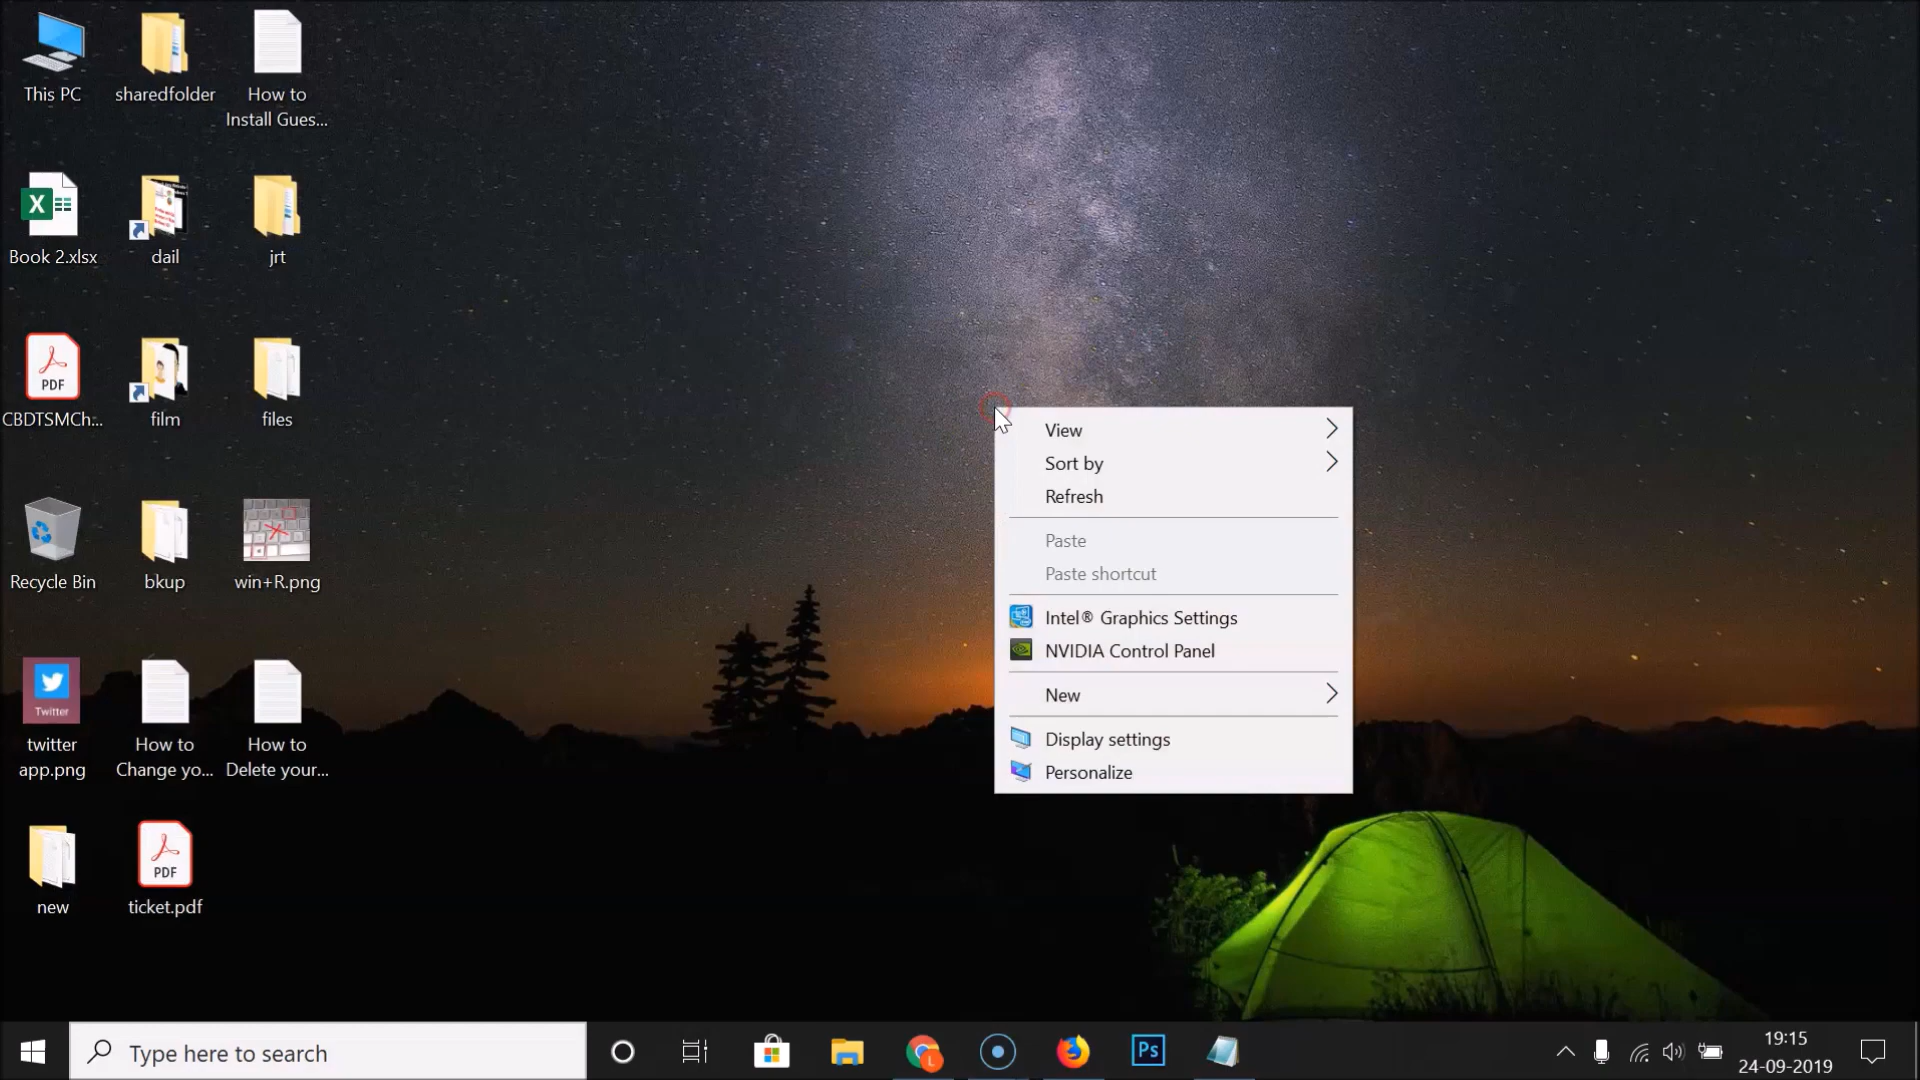 This PC
sharedfolder
How to
Install Gues...
Book 2.xlsx
dail
jrt
PDF
CBDTSMCh...
film
files
Recycle Bin
bkup
win+R.png
Twitter
twitter
app.png
How to
Change yo...
How to
Delete your...
new
PDF
ticket.pdf
View
Sort by
Refresh
Paste
Paste shortcut
Intel® Graphics Settings
NVIDIA Control Panel
New
Display settings
Personalize
Type here to search
L
Ps
19:15
24-09-2019